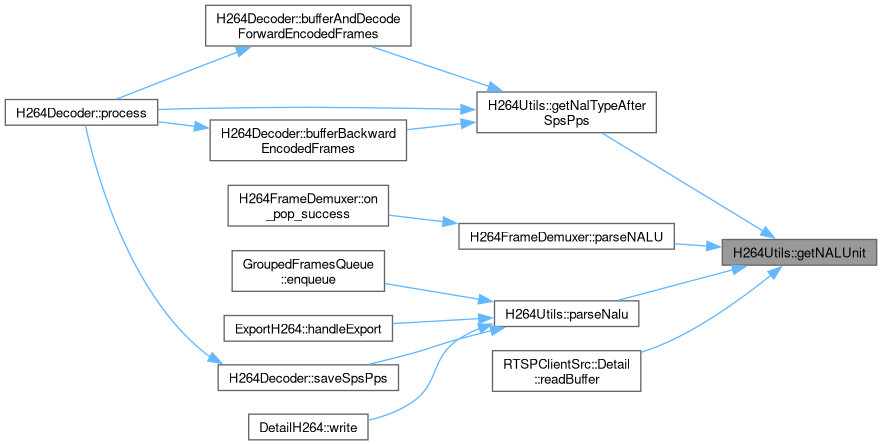 H264Decoder::bufferAndDecode
ForwardEncodedFrames
H264Decoder::process
H264Utils::getNalTypeAfter
SpsPps
H264Decoder::bufferBackward
EncodedFrames
H264FrameDemuxer::on
_pop_success
H264FrameDemuxer::parseNALU
H264Utils::getNALUnit
GroupedFramesQueue
::enqueue
H264Utils::parseNalu
ExportH264::handleExport
RTSPClientSrc::Detail
::readBuffer
H264Decoder::saveSpsPps
DetailH264::write